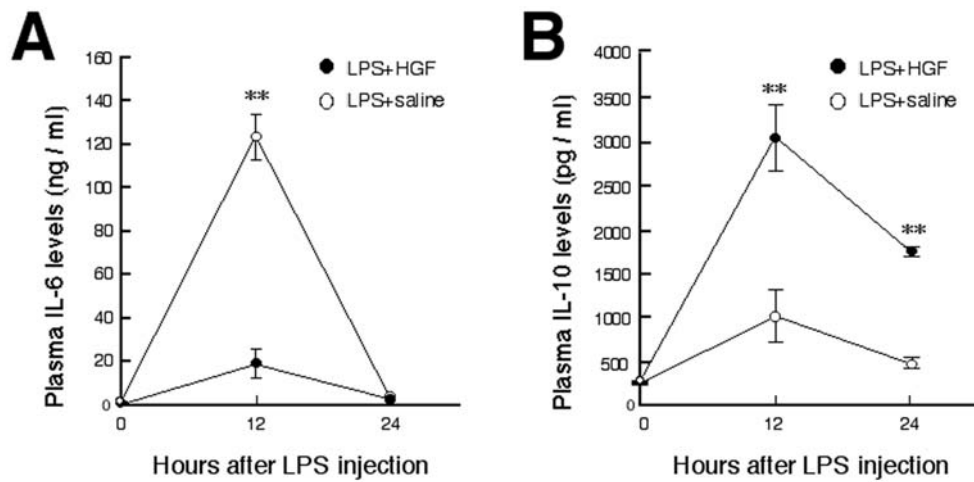 A
Plasma IL-6 levels (ng / ml)
160
140
120
100
80
60
40
20
0
**
LPS+HGF
LPS+saline
0
12
24
Hours after LPS injection
B
Plasma IL-10 levels (pg / ml)
4000
3500
3000
2500
2000
1500
1000
500
0
**
**
LPS+HGF
LPS+saline
0
12
24
Hours after LPS injection